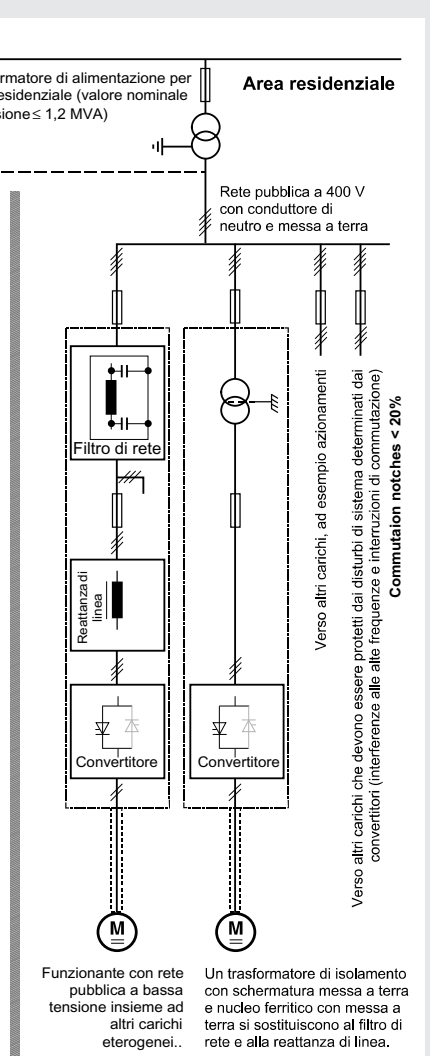 rmatore di alimentazione per
esidenziale (valore nominale
sione ≤ 1,2 MVA)
Area residenziale
Rete pubblica a 400 V
con conduttore di
neutro e messa a terra
Filtro di rete
Reattanza di
linea
Convertitore
Convertitore
Verso altri carichi, ad esempio azionamenti
Verso altri carichi che devono essere protetti dai disturbi di sistema determinati dai
convertitori (interferenze alle alte frequenze e interruzioni di commutazione)
Commutaion notches < 20%
M
M
Funzionante con rete
pubblica a bassa
tensione insieme ad
altri carichi
eterogenei..
Un trasformatore di isolamento
con schermatura messa a terra
e nucleo ferritico con messa a
terra si sostituiscono al filtro di
rete e alla reattanza di linea.